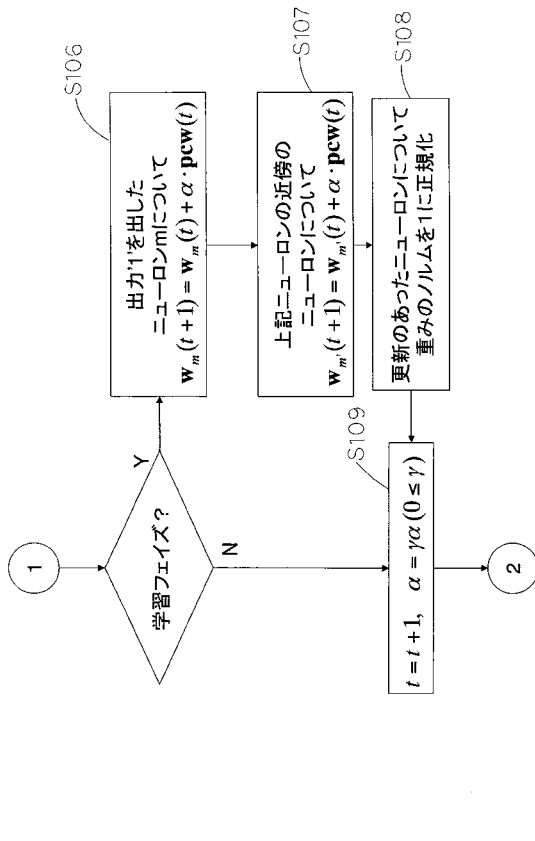 1
学習フェイズ？
Y
N
S106
出力'1'を出した
ニューロンmについて
w_m(t+1) = w_m(t) + α · pcw(t)
S107
上記ニューロンの近傍の
ニューロンについて
w_m'(t+1) = w_m'(t) + α · pcw(t)
S108
更新のあったニューロンについて
重みのノルムを1に正規化
S109
t = t+1, α = γα (0 ≤ γ)
2